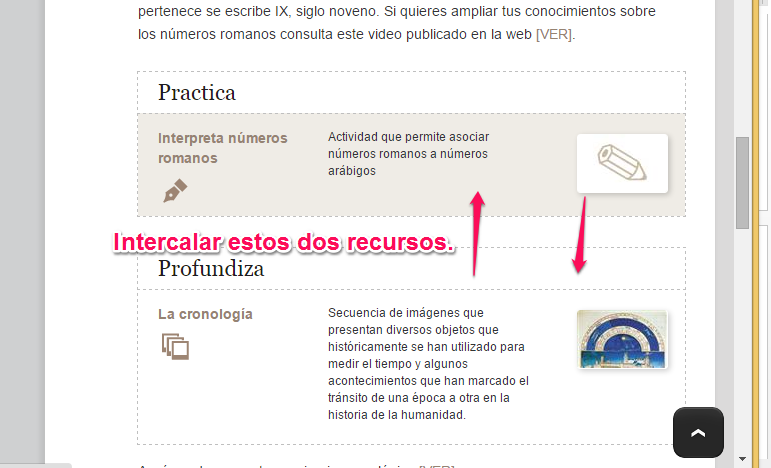 pertenece se escribe IX, siglo noveno. Si quieres ampliar tus conocimientos sobre
los números romanos consulta este video publicado en la web [VER].
Practica
Interpreta números
romanos
Actividad que permite asociar
números romanos a números
arábigos
Intercalar estos dos recursos.
Profundiza
La cronología
Secuencia de imágenes que
presentan diversos objetos que
históricamente se han utilizado para
medir el tiempo y algunos
acontecimientos que han marcado el
tránsito de una época a otra en la
historia de la humanidad.